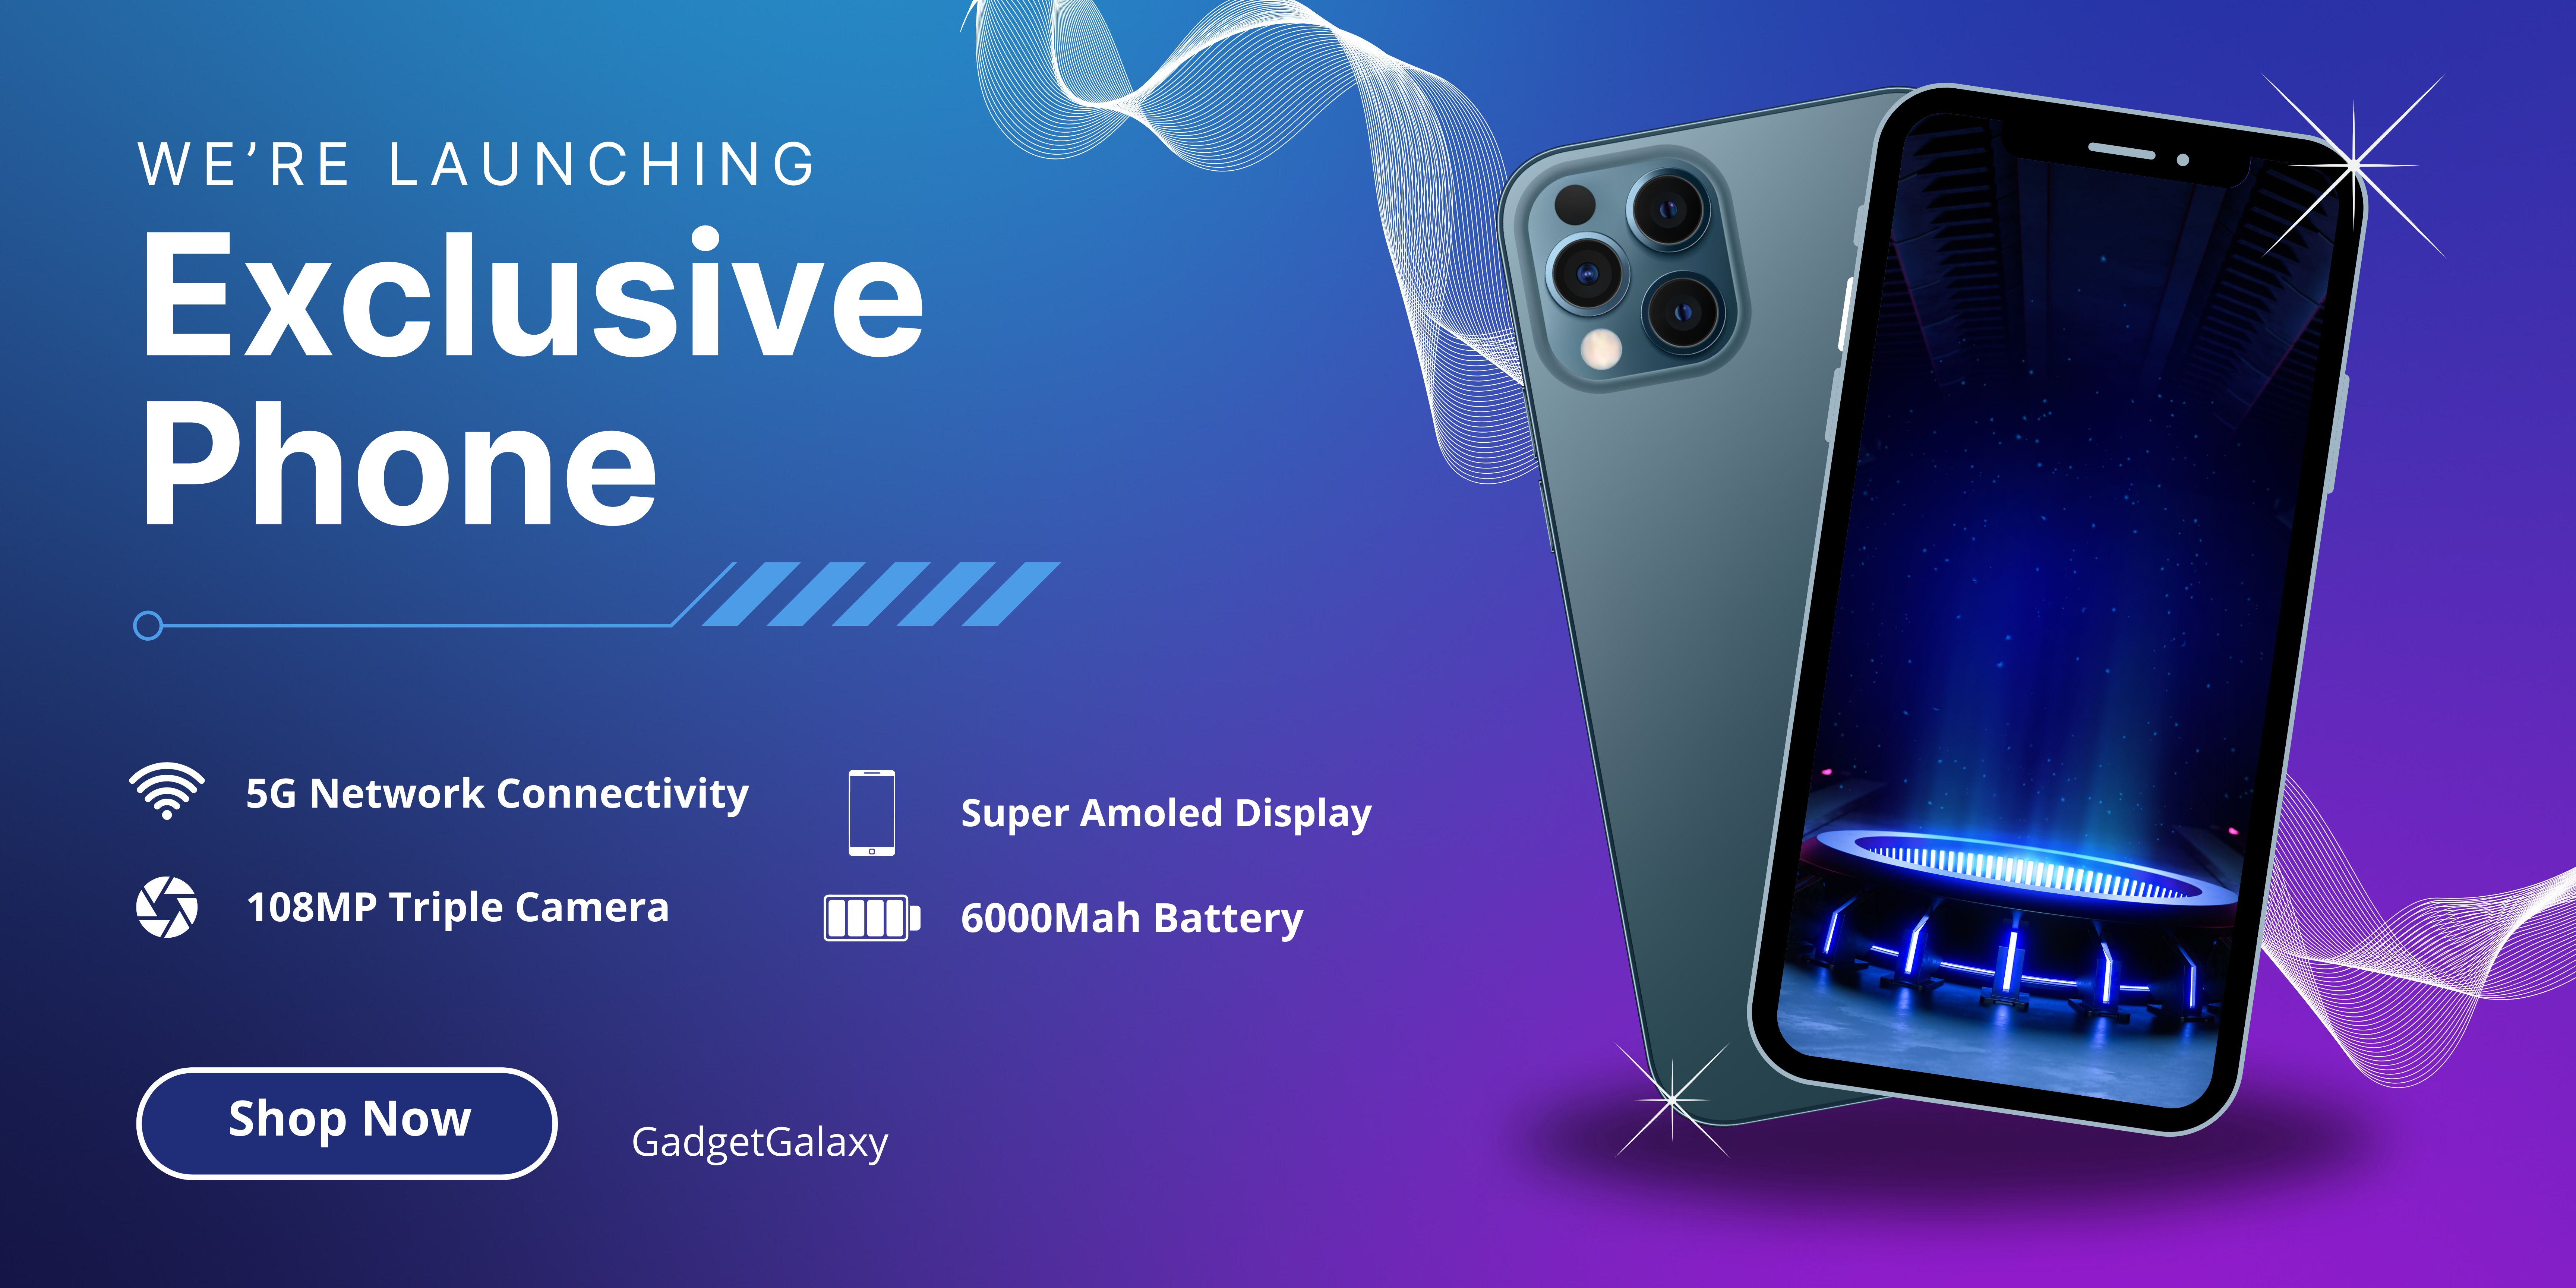 WE’RE LAUNCHING
Exclusive
Phone
5G Network Connectivity
Super Amoled Display
108MP Triple Camera
6000Mah Battery
Shop Now
GadgetGalaxy